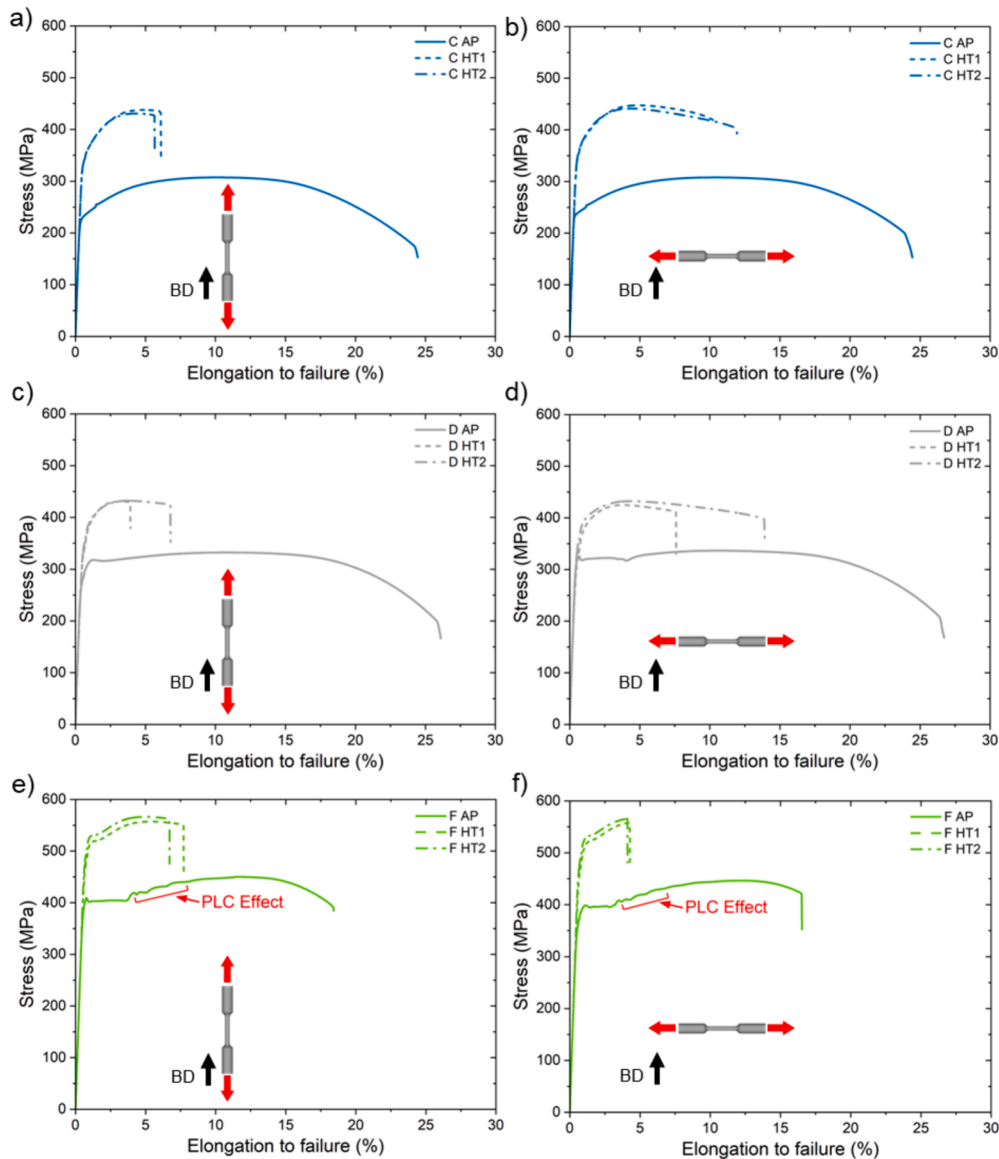 a)
600
500
400
300
200
100
0
Stress (MPa)
C AP
C HT1
C HT2
BD
0 5 10 15 20 25 30
Elongation to failure (%)
b)
600
500
400
300
200
100
0
Stress (MPa)
C AP
C HT1
C HT2
BD
0 5 10 15 20 25 30
Elongation to failure (%)
c)
600
500
400
300
200
100
0
Stress (MPa)
D AP
D HT1
D HT2
BD
0 5 10 15 20 25 30
Elongation to failure (%)
d)
600
500
400
300
200
100
0
Stress (MPa)
D AP
D HT1
D HT2
BD
0 5 10 15 20 25 30
Elongation to failure (%)
e)
600
500
400
300
200
100
0
Stress (MPa)
F AP
F HT1
F HT2
PLC Effect
BD
0 5 10 15 20 25 30
Elongation to failure (%)
f)
600
500
400
300
200
100
0
Stress (MPa)
F AP
F HT1
F HT2
PLC Effect
BD
0 5 10 15 20 25 30
Elongation to failure (%)